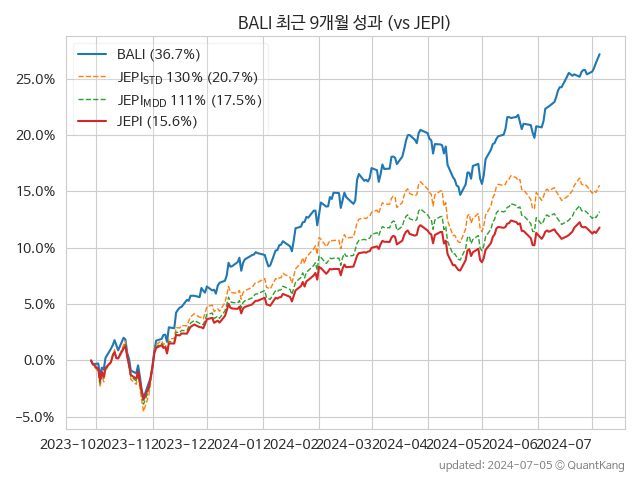 BALI 최근 9개월 성과 (vs JEPI)
BALI (36.7%)
JEPISTD 130% (20.7%)
JEPIMDD 111% (17.5%)
JEPI (15.6%)
25.0%
20.0%
15.0%
10.0%
5.0%
0.0%
−5.0%
2023-10 2023-11 2023-12 2024-01 2024-02 2024-03 2024-04 2024-05 2024-06 2024-07
updated: 2024-07-05 © QuantKang